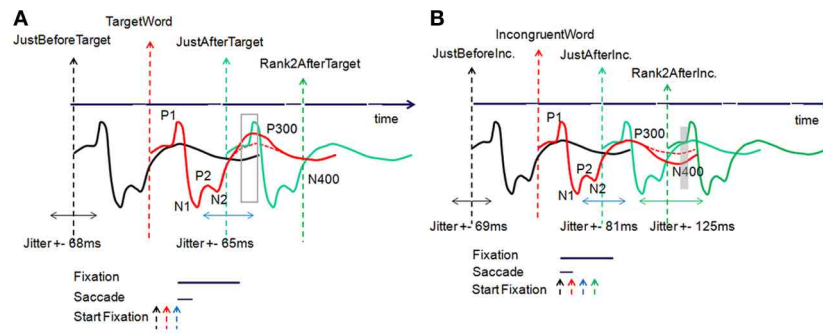 A
TargetWord
JustBeforeTarget
JustAfterTarget
Rank2AfterTarget
time
P1
P300
P2
N1
N2
N400
Jitter +- 68ms
Jitter +- 65ms
Fixation
Saccade
Start Fixation
B
IncongruentWord
JustBeforeInc.
JustAfterInc.
Rank2AfterInc.
time
P1
P300
P2
N1
N2
N400
Jitter +- 69ms
Jitter +- 81ms
Jitter +- 125ms
Fixation
Saccade
Start Fixation